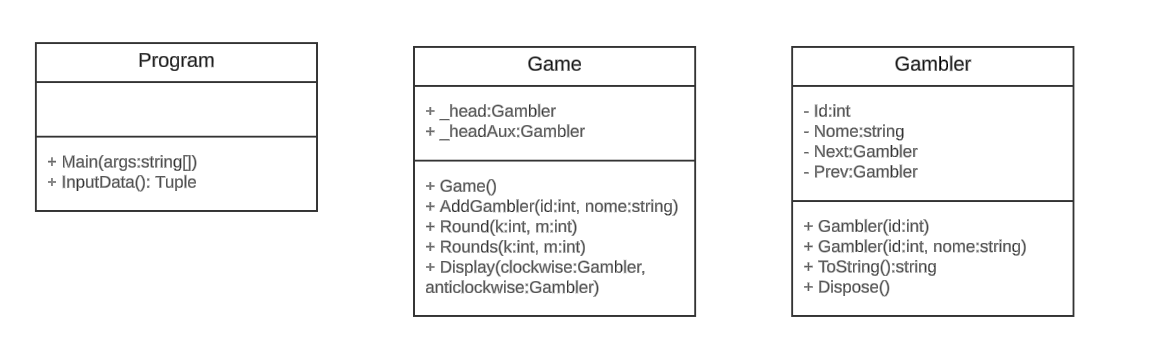 Program
+ Main(args:string[])
+ InputData(): Tuple
Game
+ _head:Gambler
+ _headAux:Gambler
+ Game()
+ AddGambler(id:int, nome:string)
+ Round(k:int, m:int)
+ Rounds(k:int, m:int)
+ Display(clockwise:Gambler,
anticlockwise:Gambler)
Gambler
- Id:int
- Nome:string
- Next:Gambler
- Prev:Gambler
+ Gambler(id:int)
+ Gambler(id:int, nome:string)
+ ToString():string
+ Dispose()